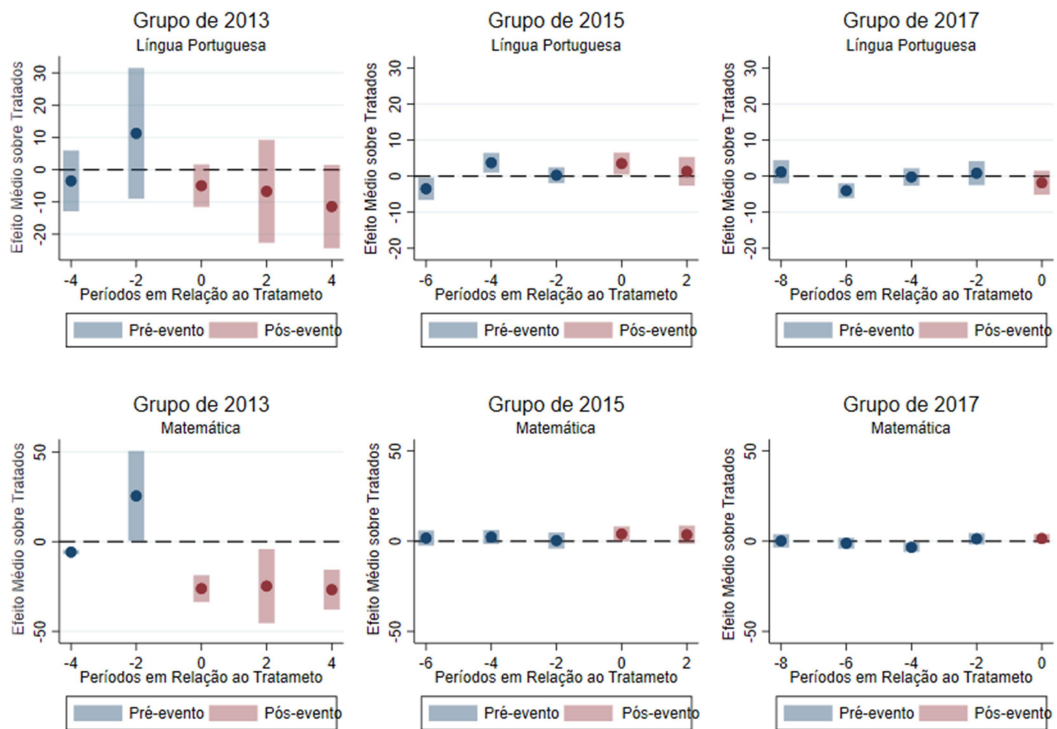 Grupo de 2013
Língua Portuguesa
Efeito Médio sobre Tratados
30
20
10
0
-10
-20
-4 -2 0 2 4
Períodos em Relação ao Tratameto
Pré-evento Pós-evento
Grupo de 2015
Língua Portuguesa
Efeito Médio sobre Tratados
30
20
10
0
-10
-20
-6 -4 -2 0 2
Períodos em Relação ao Tratameto
Pré-evento Pós-evento
Grupo de 2017
Língua Portuguesa
Efeito Médio sobre Tratados
30
20
10
0
-10
-20
-8 -6 -4 -2 0
Períodos em Relação ao Tratameto
Pré-evento Pós-evento
Grupo de 2013
Matemática
Efeito Médio sobre Tratados
50
0
-50
-4 -2 0 2 4
Períodos em Relação ao Tratameto
Pré-evento Pós-evento
Grupo de 2015
Matemática
Efeito Médio sobre Tratados
50
0
-50
-6 -4 -2 0 2
Períodos em Relação ao Tratameto
Pré-evento Pós-evento
Grupo de 2017
Matemática
Efeito Médio sobre Tratados
50
0
-50
-8 -6 -4 -2 0
Períodos em Relação ao Tratameto
Pré-evento Pós-evento